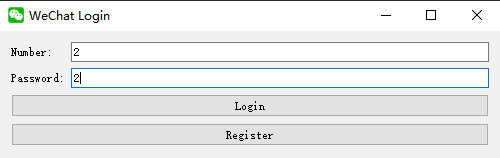 WeChat Login
Number: 2
Password: 2
Login
Register